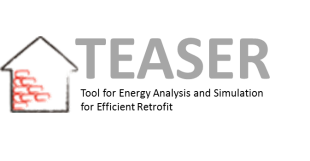 TEASER
Tool for Energy Analysis and Simulation
for Efficient Retrofit